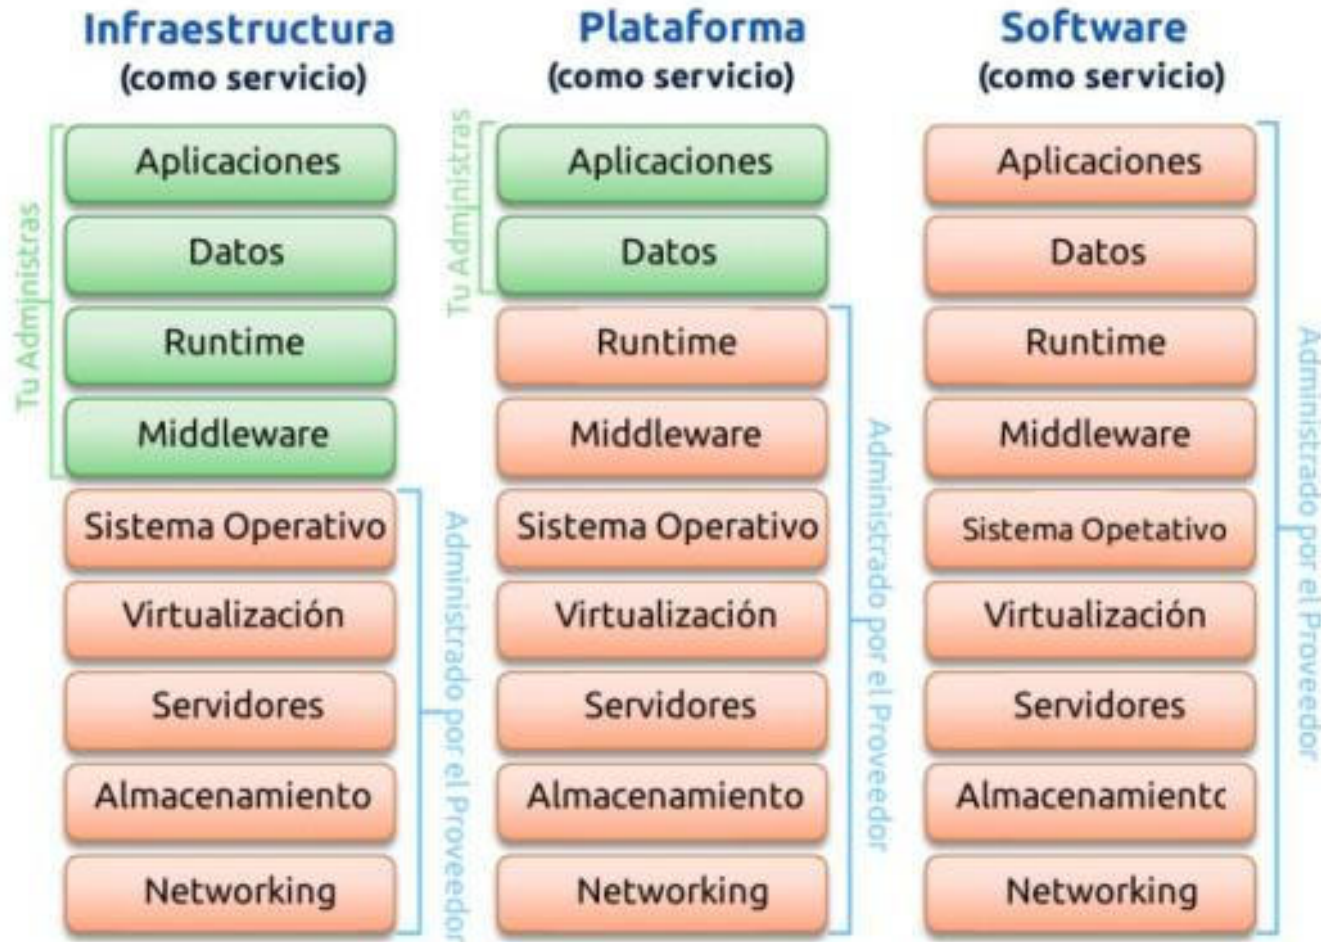 Infraestructura
(como servicio)
Tu Administras
Aplicaciones
Datos
Runtime
Middleware
Sistema Operativo
Virtualización
Servidores
Almacenamiento
Networking
Administrado por el Proveedor
Plataforma
(como servicio)
Tu Administras
Aplicaciones
Datos
Runtime
Middleware
Sistema Operativo
Virtualización
Servidores
Almacenamiento
Networking
Administrado por el Proveedor
Software
(como servicio)
Aplicaciones
Datos
Runtime
Middleware
Sistema Opetativo
Virtualización
Servidores
Almacenamientc
Networking
Administrado por el Proveedor